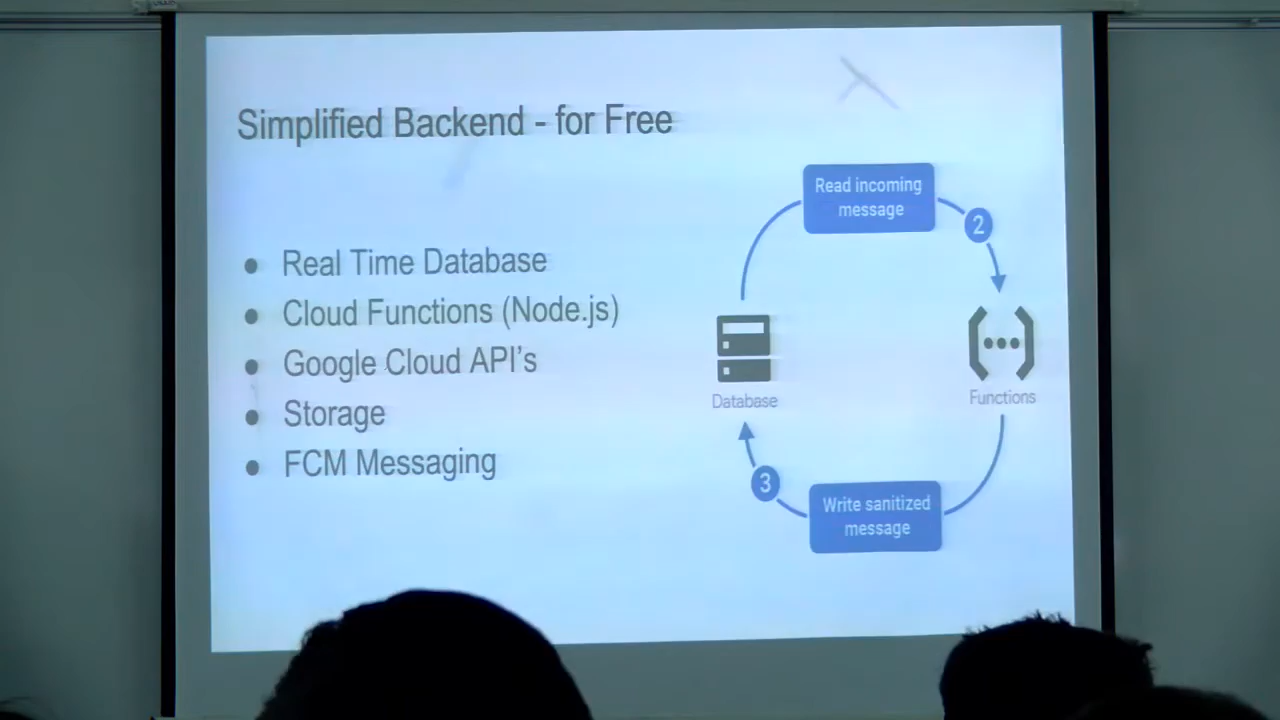 Simplified Backend - for Free
● Real Time Database
● Cloud Functions (Node.js)
● Google Cloud API's
● Storage
● FCM Messaging
Read incoming
message
2
Database
Functions
3
Write sanitized
message